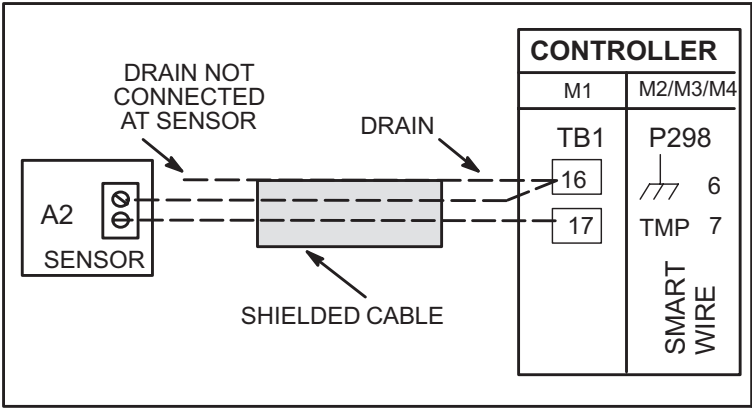 DRAIN NOT
CONNECTED
AT SENSOR
DRAIN
A2
SENSOR
SHIELDED CABLE
CONTROLLER
M1 M2/M3/M4
TB1 P298
16 6
17 TMP 7
SMART
WIRE